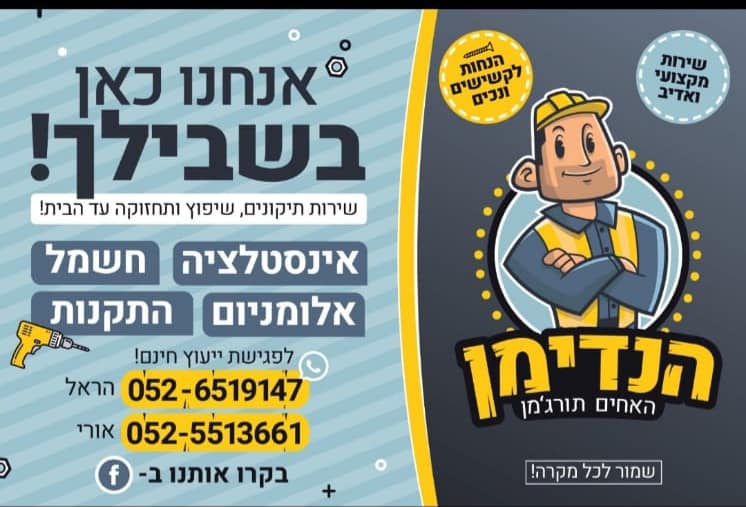 הנחות
לקשישים
ונכים
שירות
מקצועי
ואדיב
הנדימן
האחים תורג'מן
שמור לכל מקרה!
אנחנו כאן
בשבילך!
שירות תיקונים, שיפוץ ותחזוקה עד הבית!
אינסטלציה
חשמל
אלומניום
התקנות
לפגישת ייעוץ חינם!
052-6519147 הראל
052-5513661 אורי
בקרו אותנו ב- f